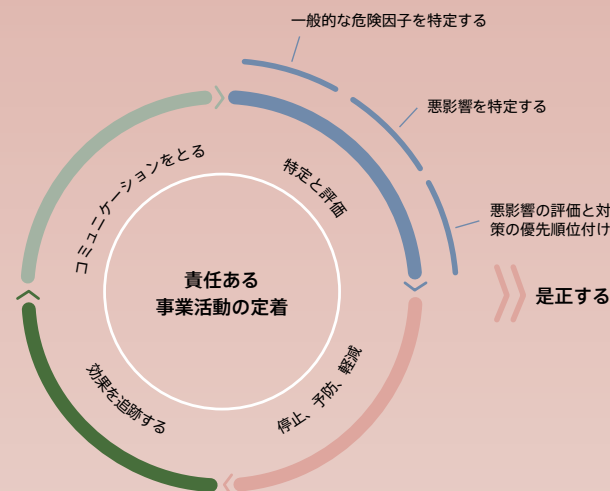 一般的な危険因子を特定する
悪影響を特定する
悪影響の評価と対
策の優先順位付け
是正する
特定と評価
停止、予防、軽減
効果を追跡する
コミュニケーションをとる
責任ある
事業活動の定着